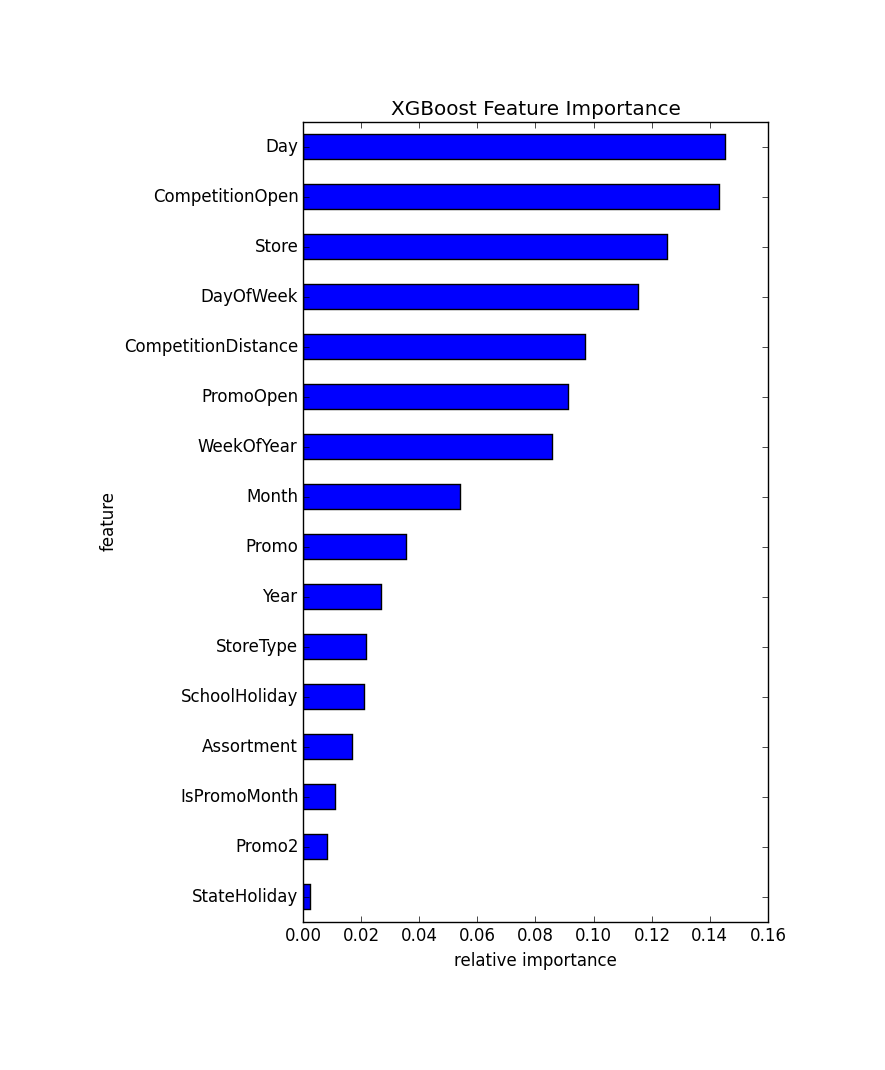 XGBoost Feature Importance
Day
CompetitionOpen
Store
DayOfWeek
CompetitionDistance
PromoOpen
WeekOfYear
Month
Promo
Year
StoreType
SchoolHoliday
Assortment
IsPromoMonth
Promo2
StateHoliday
feature
0.00 0.02 0.04 0.06 0.08 0.10 0.12 0.14 0.16
relative importance